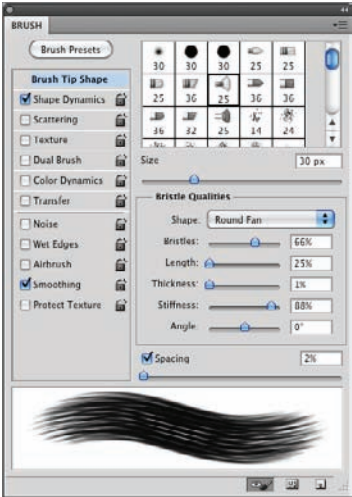 BRUSH
Brush Presets
Brush Tip Shape
Shape Dynamics
Scattering
Texture
Dual Brush
Color Dynamics
Transfer
Noise
Wet Edges
Airbrush
Smoothing
Protect Texture
30 30 30 25 25
25 36 25 36 36
36 32 25 14 24
Size 30 px
Bristle Qualities
Shape: Round Fan
Bristles: 66%
Length: 25%
Thickness: 1%
Stiffness: 88%
Angle: 0°
Spacing 2%